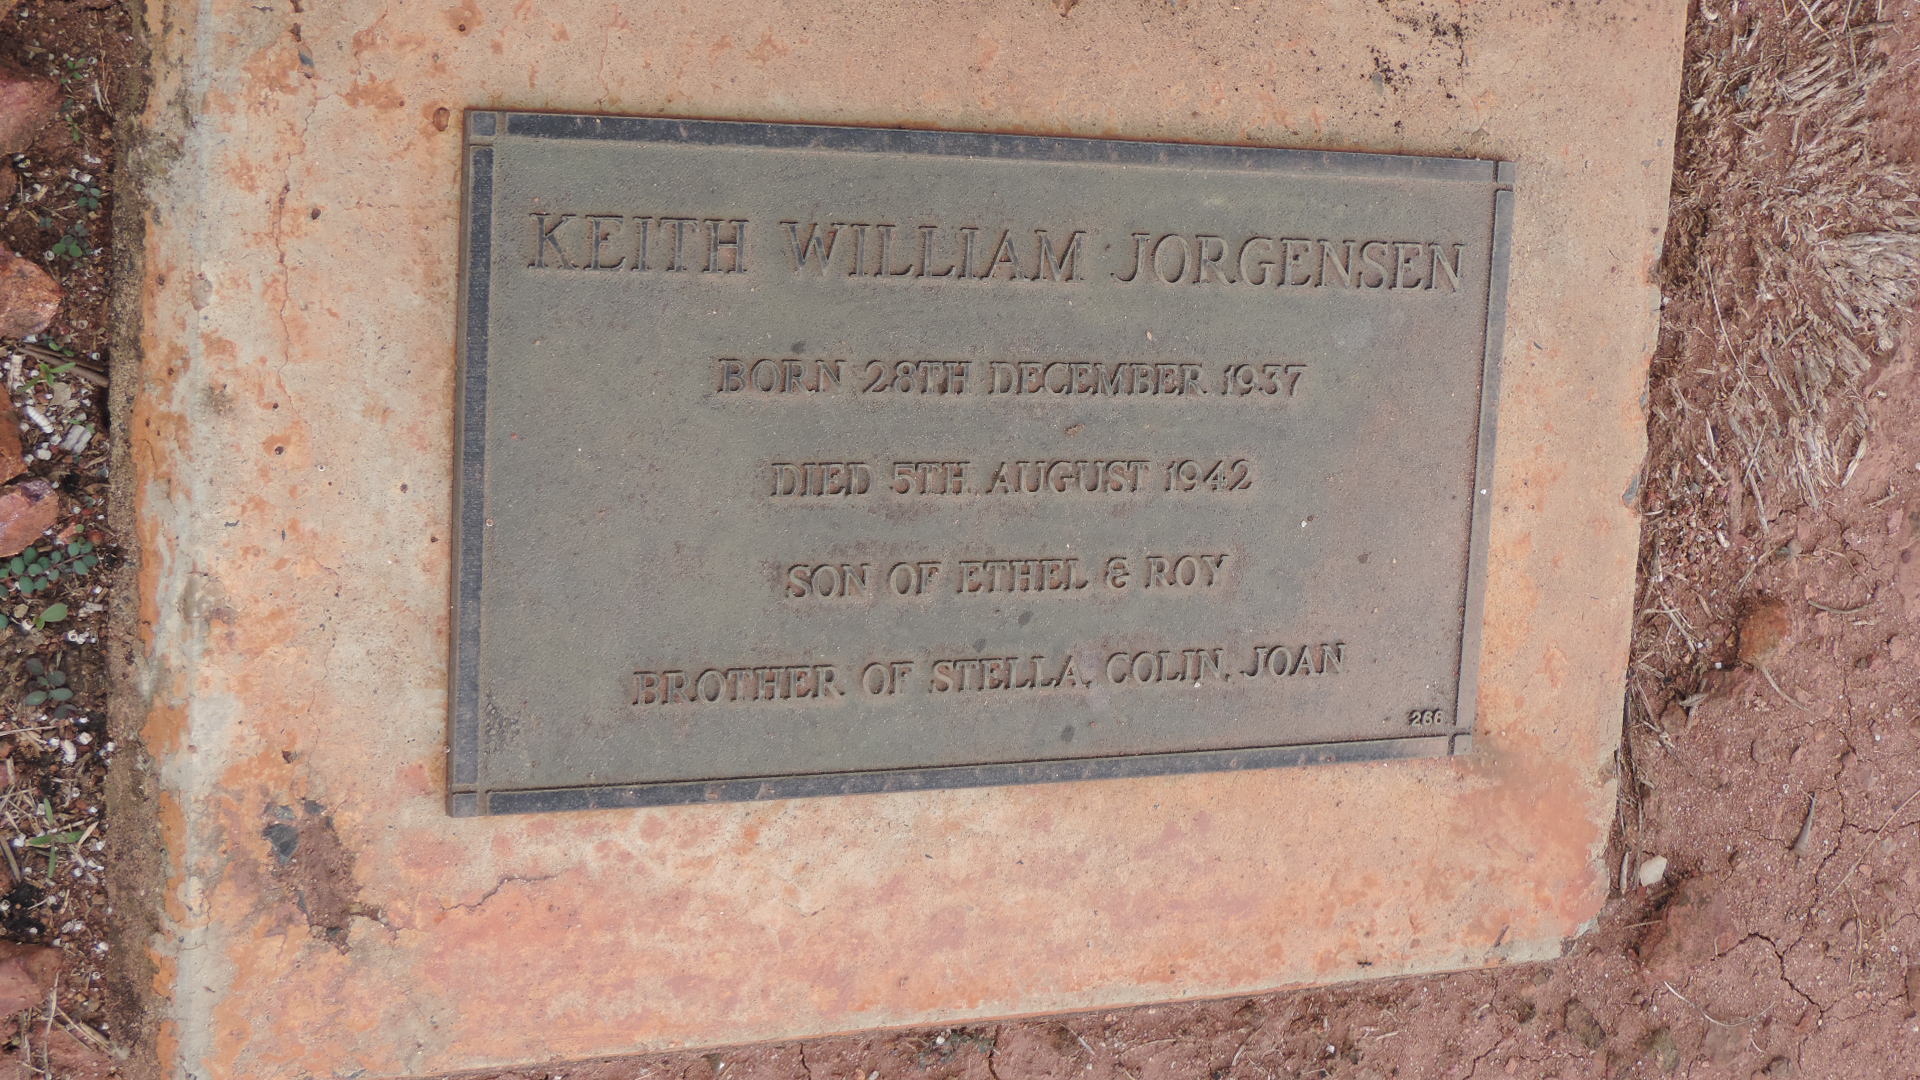 KEITH WILLIAM JORGENSEN
BORN 28TH DECEMBER 1937
DIED 5TH AUGUST 1942
SON OF ETHEL & ROY
BROTHER OF STELLA, COLIN, JOAN
266